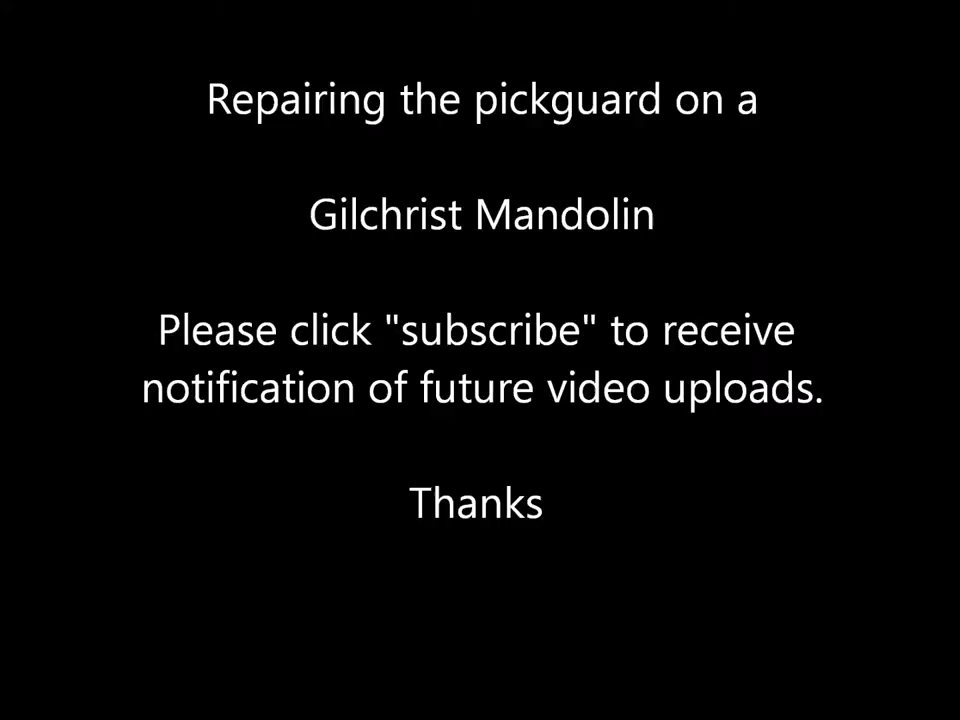 Repairing the pickguard on a
Gilchrist Mandolin
Please click "subscribe" to receive
notification of future video uploads.
Thanks